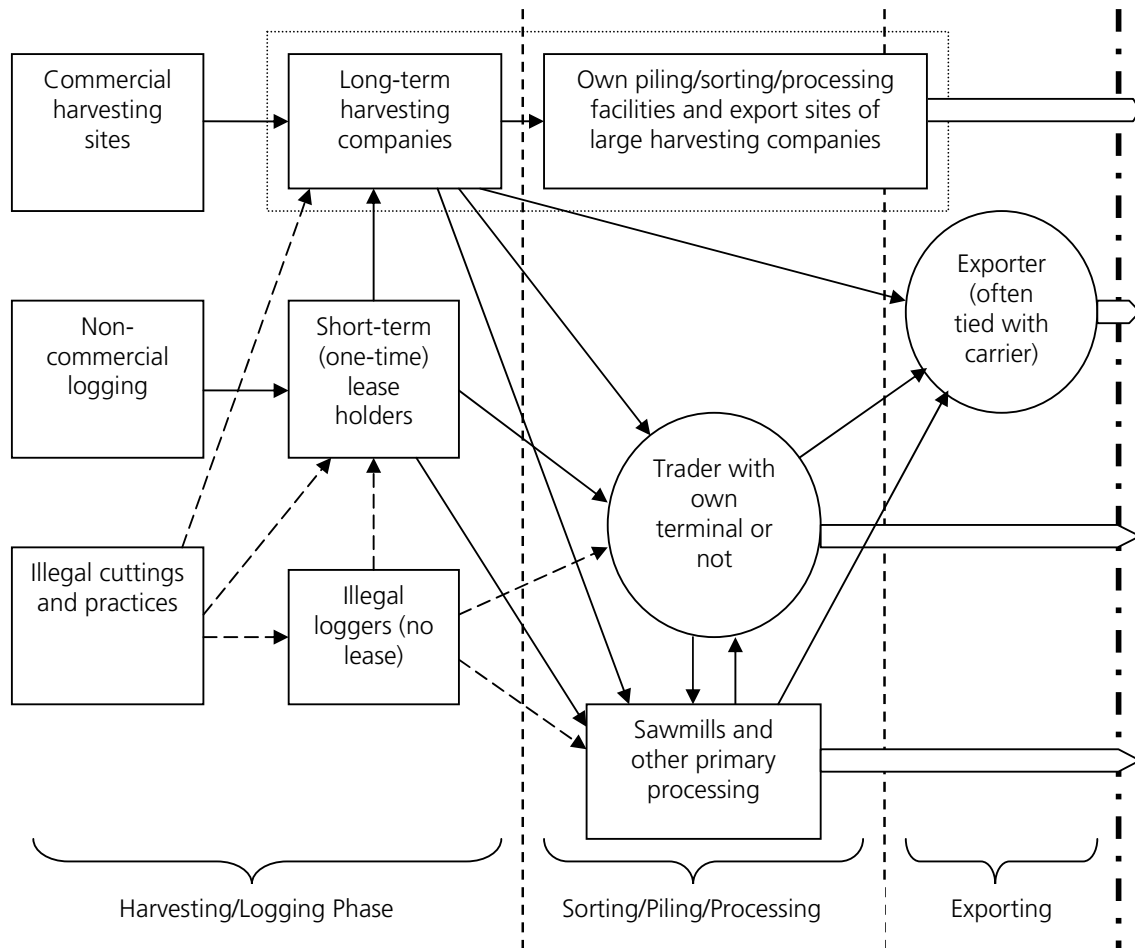 Commercial
harvesting
sites
Long-term
harvesting
companies
Own piling/sorting/processing
facilities and export sites of
large harvesting companies
Exporter
(often
tied with
carrier)
Non-
commercial
logging
Short-term
(one-time)
lease
holders
Trader with
own
terminal or
not
Illegal cuttings
and practices
Illegal
loggers (no
lease)
Sawmills and
other primary
processing
Harvesting/Logging Phase
Sorting/Piling/Processing
Exporting